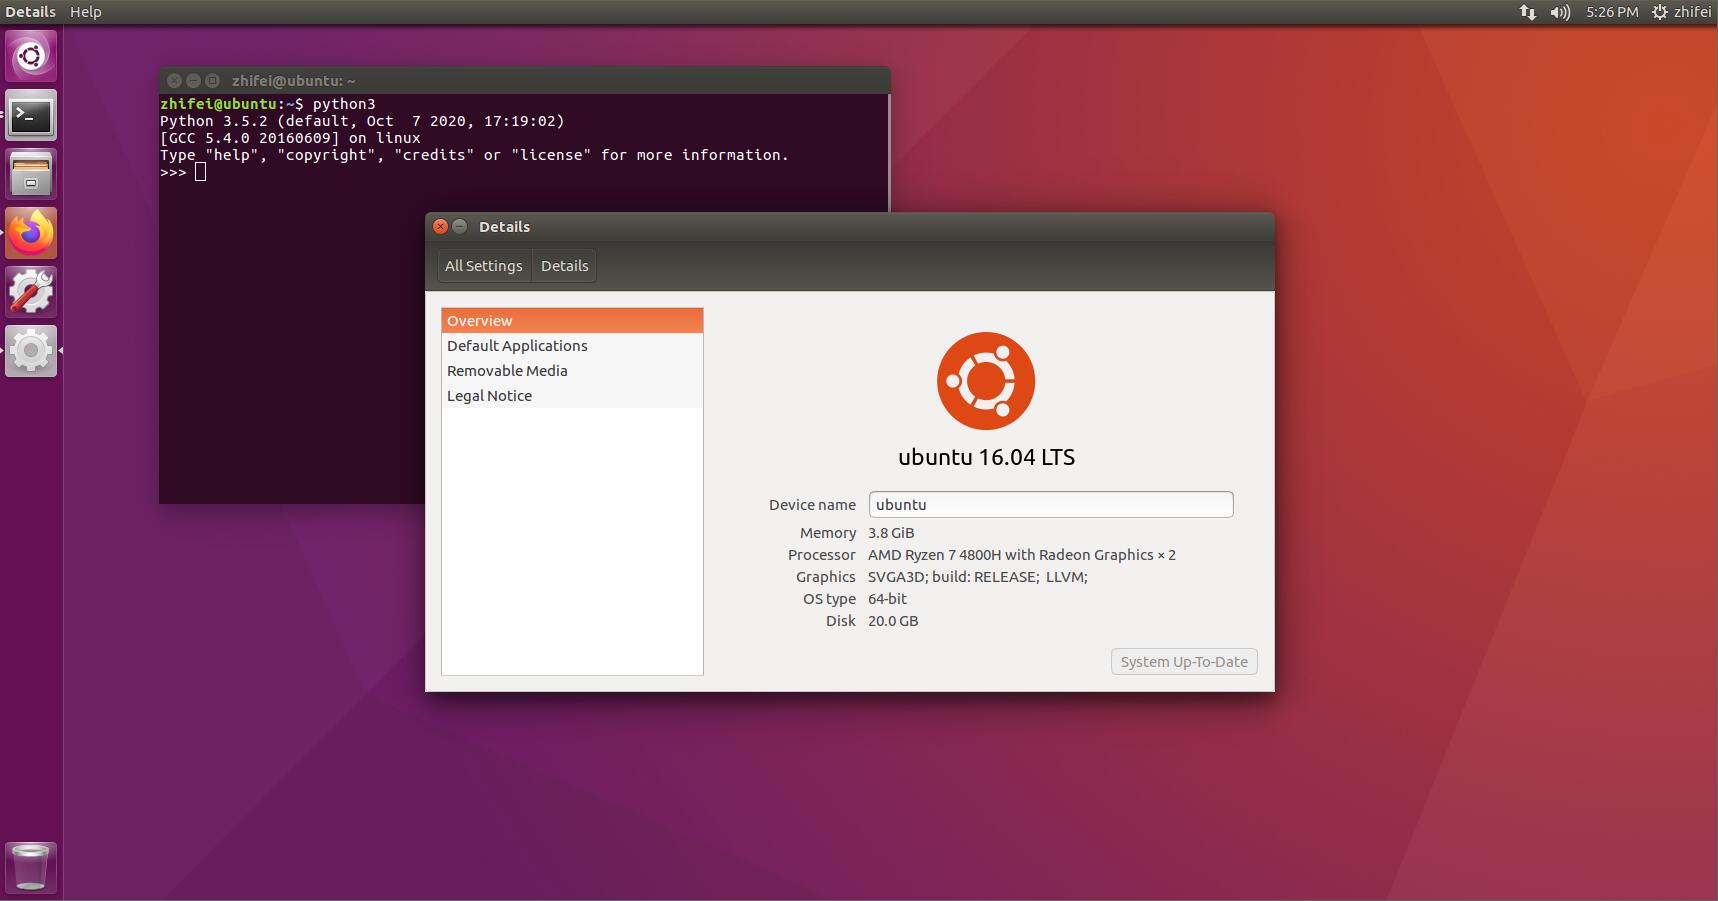 Details Help
5:26 PM zhifei
zhifei@ubuntu: ~
zhifei@ubuntu:~$ python3
Python 3.5.2 (default, Oct  7 2020, 17:19:02)
[GCC 5.4.0 20160609] on linux
Type "help", "copyright", "credits" or "license" for more information.
>>>
Details
All Settings Details
Overview
Default Applications
Removable Media
Legal Notice
ubuntu 16.04 LTS
Device name ubuntu
Memory 3.8 GiB
Processor AMD Ryzen 7 4800H with Radeon Graphics × 2
Graphics SVGA3D; build: RELEASE;  LLVM;
OS type 64-bit
Disk 20.0 GB
System Up-To-Date